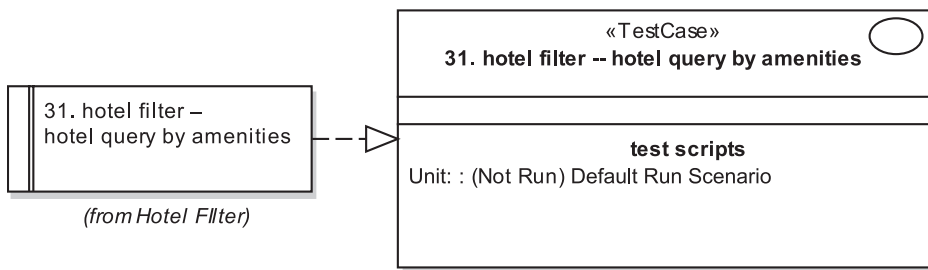 31. hotel filter –
hotel query by amenities
(from Hotel FIlter)
«TestCase»
31. hotel filter -- hotel query by amenities
test scripts
Unit: : (Not Run) Default Run Scenario